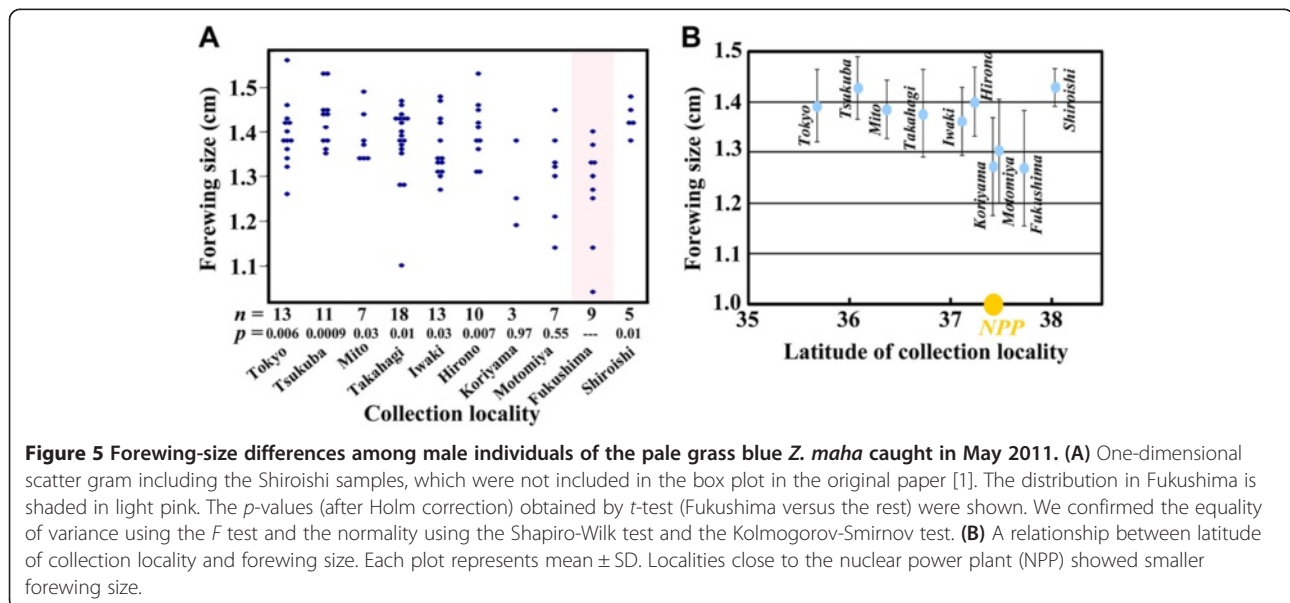 A
B
Forewing size (cm)
1.5
1.4
1.3
1.2
1.1
n = 13 11 7 18 13 10 3 7 9 5
p = 0.006 0.0009 0.03 0.01 0.03 0.007 0.97 0.55 --- 0.01
Tokyo
Tsukuba
Mito
Takahagi
Iwaki
Hirono
Koriyama
Motomiya
Fukushima
Shiroishi
Collection locality
Forewing size (cm)
1.5
1.4
1.3
1.2
1.1
1.0
Tokyo
Tsukuba
Mito
Takahagi
Iwaki
Hirono
Koriyama
Motomiya
Fukushima
Shiroishi
35 36 37 38
NPP
Latitude of collection locality
Figure 5 Forewing-size differences among male individuals of the pale grass blue Z. maha caught in May 2011. (A) One-dimensional
scatter gram including the Shiroishi samples, which were not included in the box plot in the original paper [1]. The distribution in Fukushima is
shaded in light pink. The p-values (after Holm correction) obtained by t-test (Fukushima versus the rest) were shown. We confirmed the equality
of variance using the F test and the normality using the Shapiro-Wilk test and the Kolmogorov-Smirnov test. (B) A relationship between latitude
of collection locality and forewing size. Each plot represents mean ± SD. Localities close to the nuclear power plant (NPP) showed smaller
forewing size.